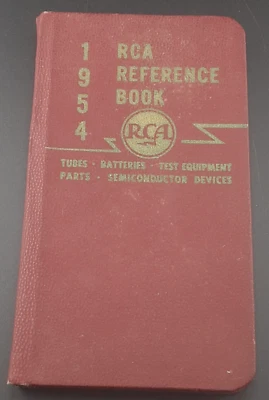 1 RCA
9 REFERENCE
5 BOOK
4 RCA
TUBES · BATTERIES · TEST EQUIPMENT
PARTS · SEMICONDUCTOR DEVICES